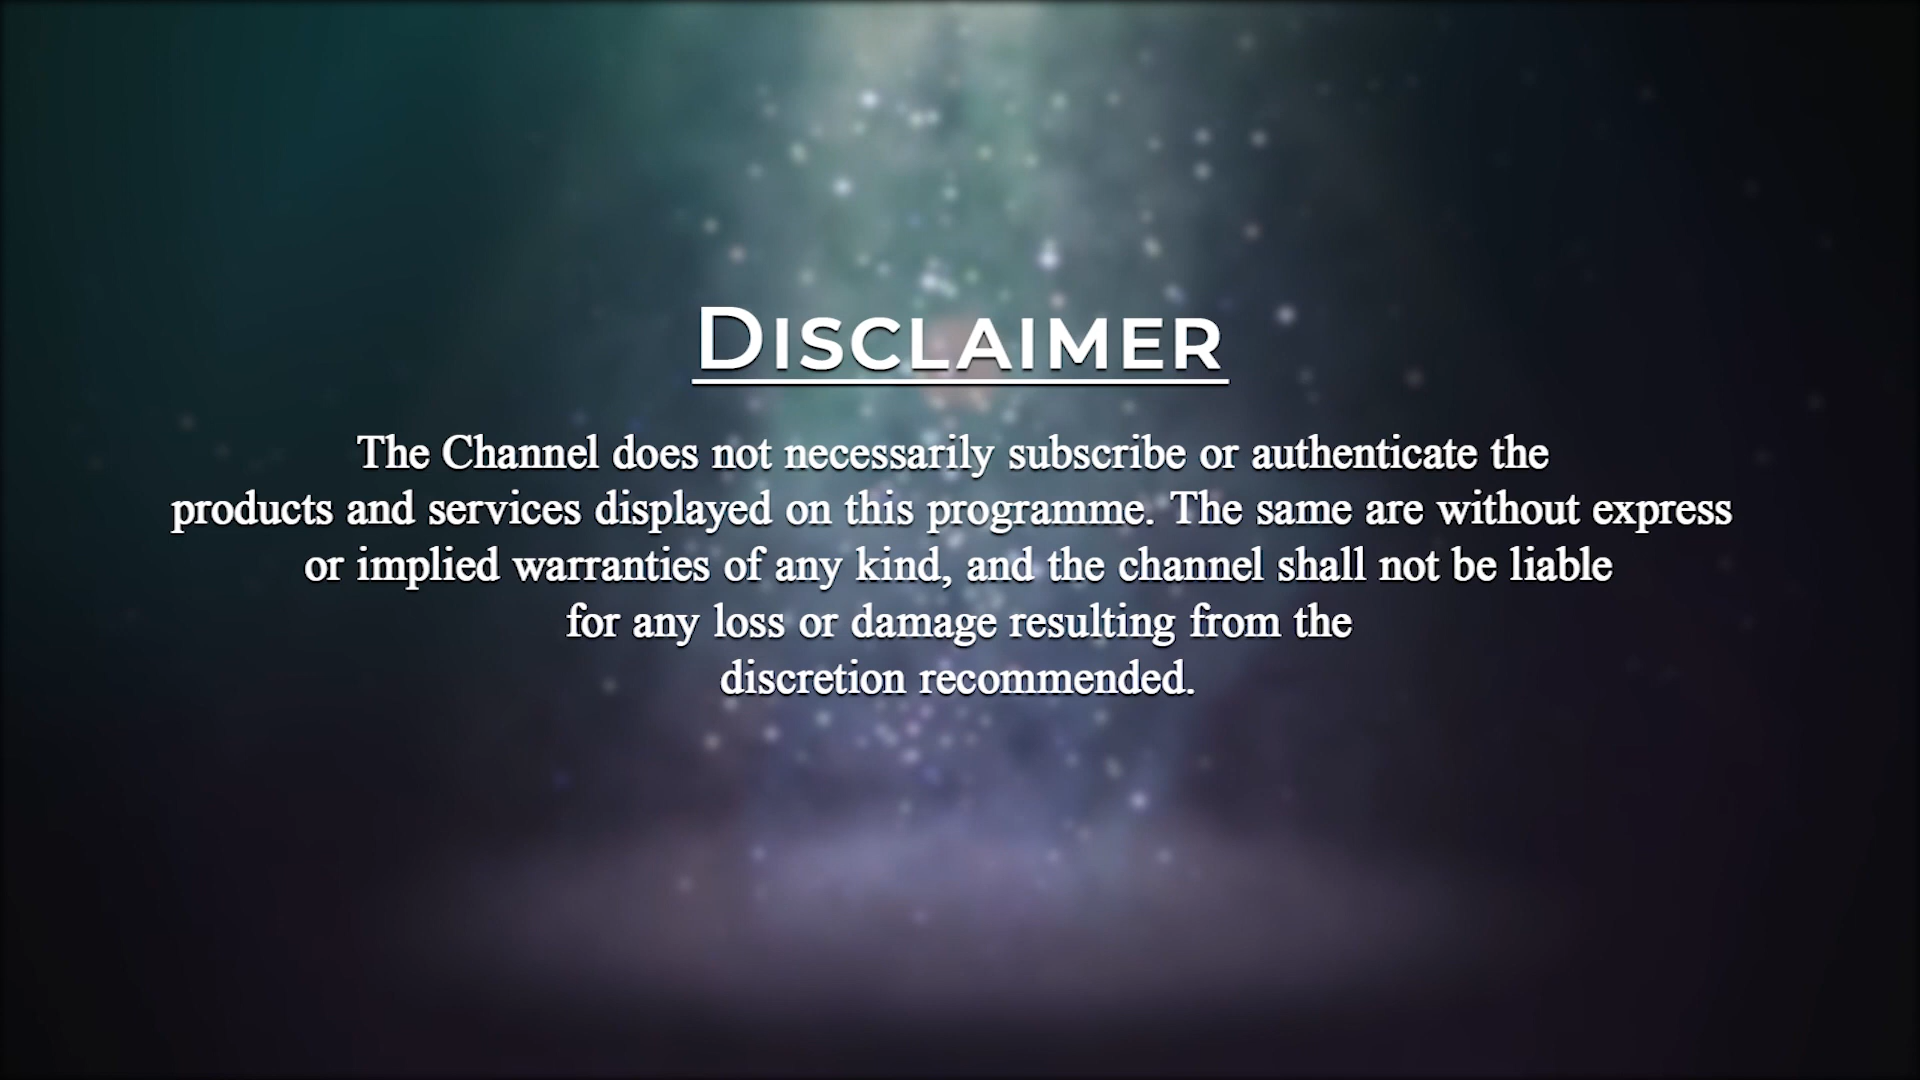 DISCLAIMER
The Channel does not necessarily subscribe or authenticate the
products and services displayed on this programme. The same are without express
or implied warranties of any kind, and the channel shall not be liable
for any loss or damage resulting from the
discretion recommended.